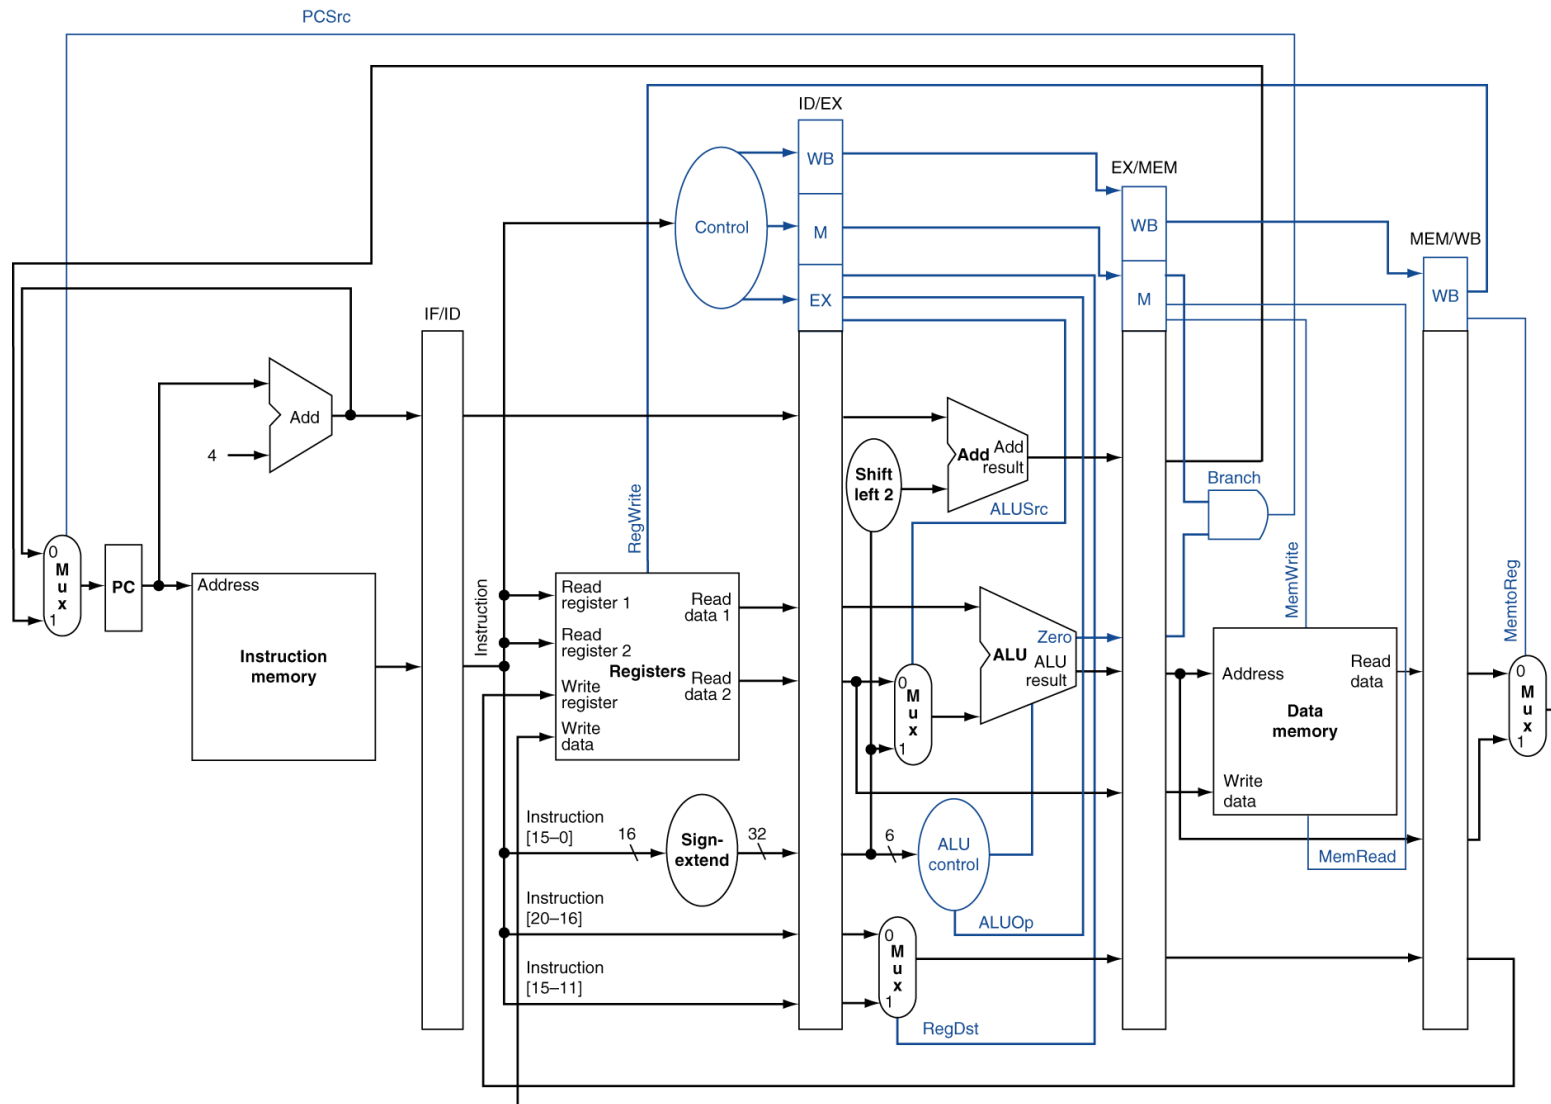 PCSrc
ID/EX
WB
EX/MEM
Control
M
WB
MEM/WB
EX
M
WB
IF/ID
Add
4
Add Add
result
Shift
left 2
Branch
ALUSrc
RegWrite
MemWrite
MemtoReg
0
M
u
x
1
PC
Address
Instruction
memory
Instruction
Read
register 1
Read
register 2
Write
register
Write
data
Registers
Read
data 1
Read
data 2
0
M
u
x
1
Zero
ALU
ALU
result
Address
Read
data
Data
memory
Write
data
MemRead
0
M
u
x
1
Instruction
[15–0]
16
Sign-
extend
32
6
ALU
control
ALUOp
Instruction
[20–16]
Instruction
[15–11]
0
M
u
x
1
RegDst